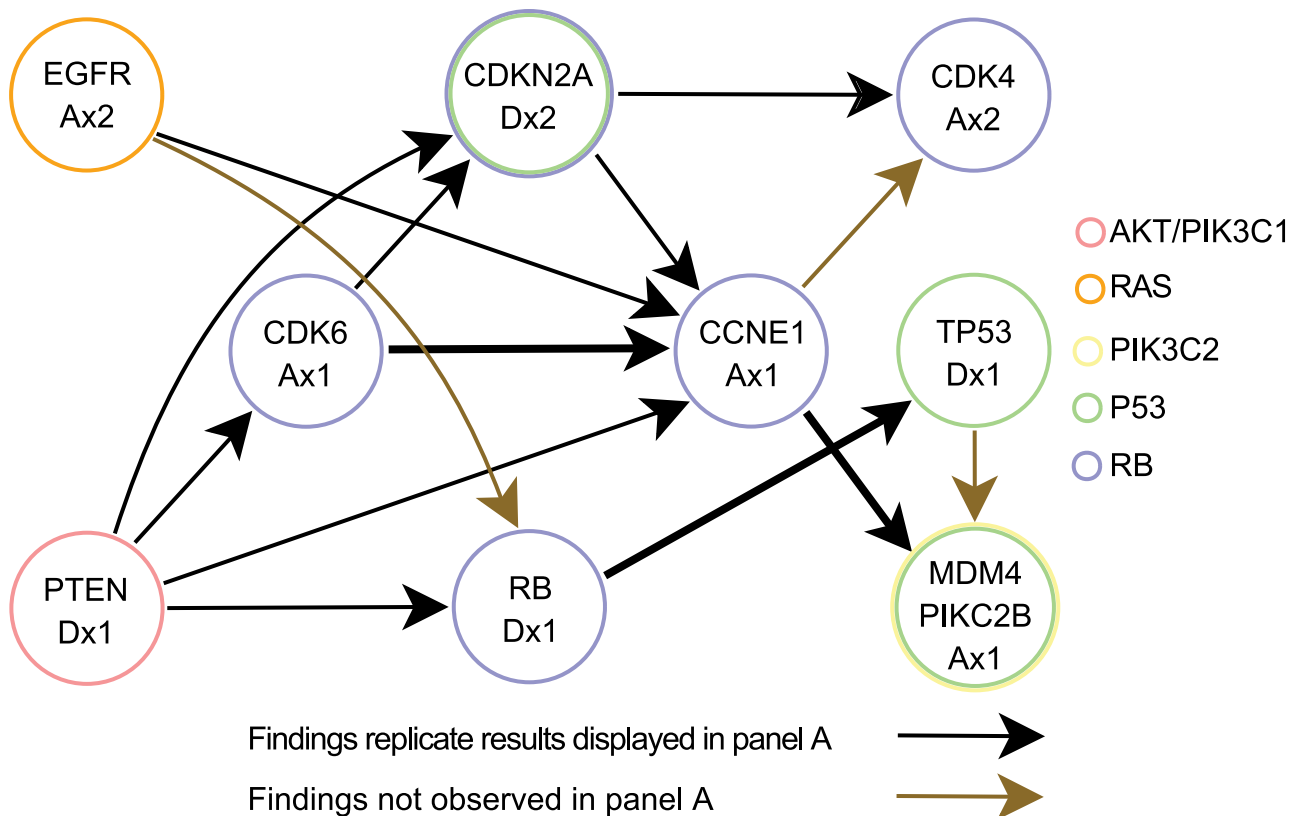 EGFR
Ax2
CDKN2A
Dx2
CDK4
Ax2
CDK6
Ax1
CCNE1
Ax1
TP53
Dx1
PTEN
Dx1
RB
Dx1
MDM4
PIKC2B
Ax1
AKT/PIK3C1
RAS
PIK3C2
P53
RB
Findings replicate results displayed in panel A
Findings not observed in panel A